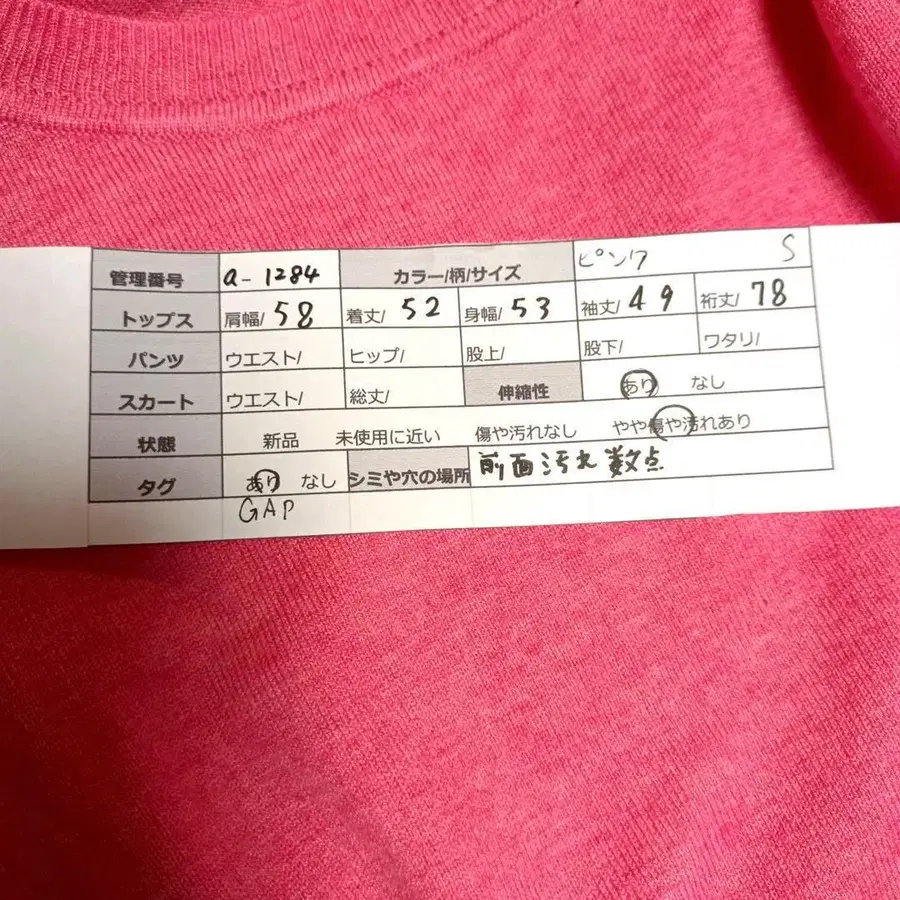 管理番号 a-1284 カラー/柄/サイズ ピンク S
トップス 肩幅/58 着丈/52 身幅/53 袖丈/49 裄丈/78
パンツ ウエスト/ ヒップ/ 股上/ 股下/ ワタリ/
スカート ウエスト/ 総丈/ 伸縮性 あり なし
状態 新品 未使用に近い 傷や汚れなし やや傷や汚れあり
タグ あり なし シミや穴の場所 前面汚れ数点
GAP